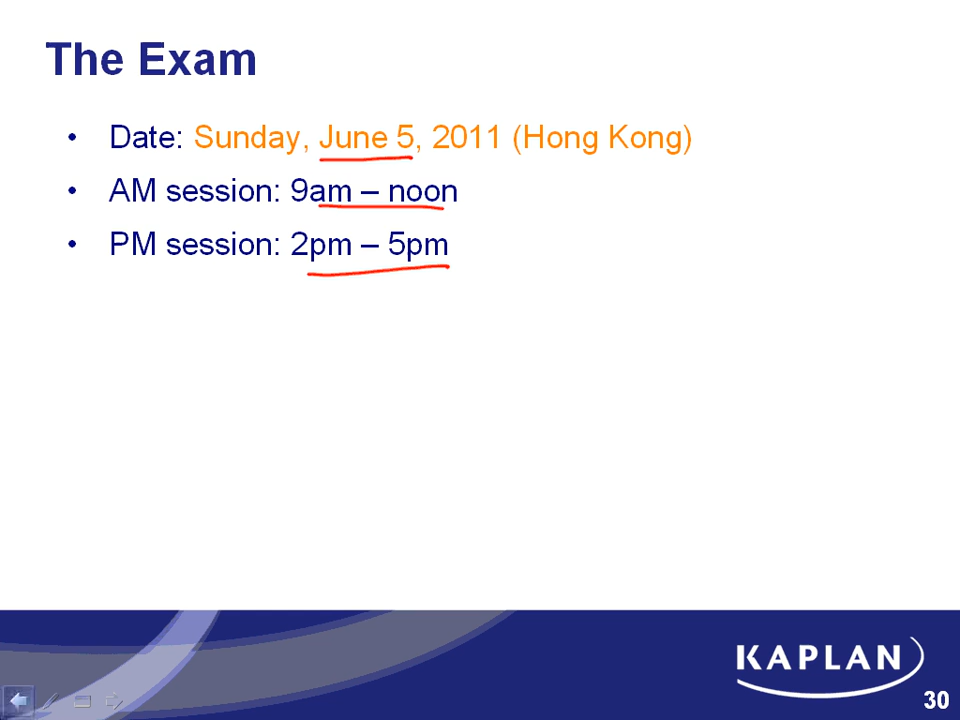 The Exam
• Date: Sunday, June 5, 2011 (Hong Kong)
• AM session: 9am – noon
• PM session: 2pm – 5pm
KAPLAN
30